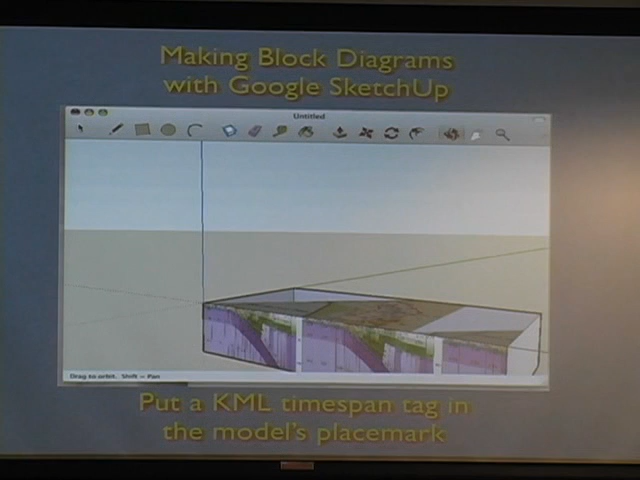 Making Block Diagrams
with Google SketchUp
Untitled
Drag to orbit. Shift = Pan
Put a KML timespan tag in
the model's placemark